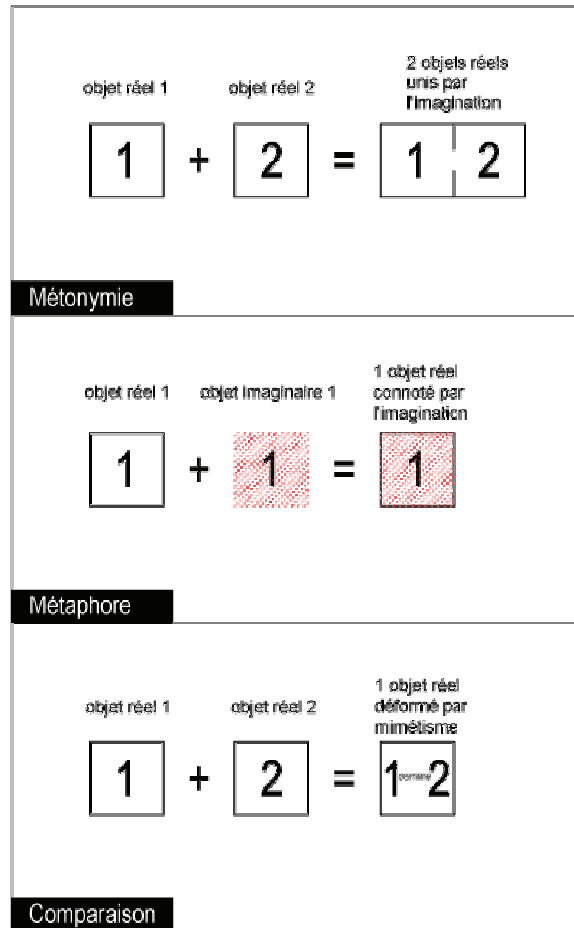 objet réel 1 objet réel 2 2 objets réels
unis par
l'imagination
1 + 2 = 1 2
Métonymie
objet réel 1 objet imaginaire 1 1 objet réel
connoté par
l'imagination
1 + 1 = 1
Métaphore
objet réel 1 objet réel 2 1 objet réel
déformé par
mimétisme
1 + 2 = 1 comme 2
Comparaison